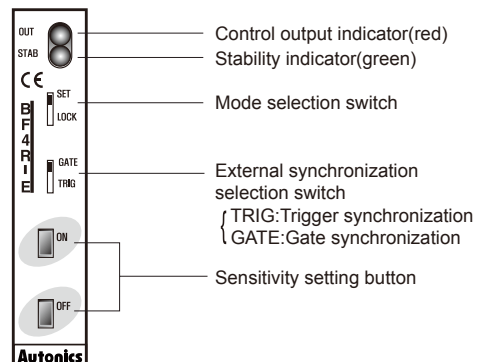 OUT
STAB
CE
SET
LOCK
BF4RIE
GATE
TRIG
ON
OFF
Autonics
Control output indicator(red)
Stability indicator(green)
Mode selection switch
External synchronization
selection switch
TRIG:Trigger synchronization
GATE:Gate synchronization
Sensitivity setting button